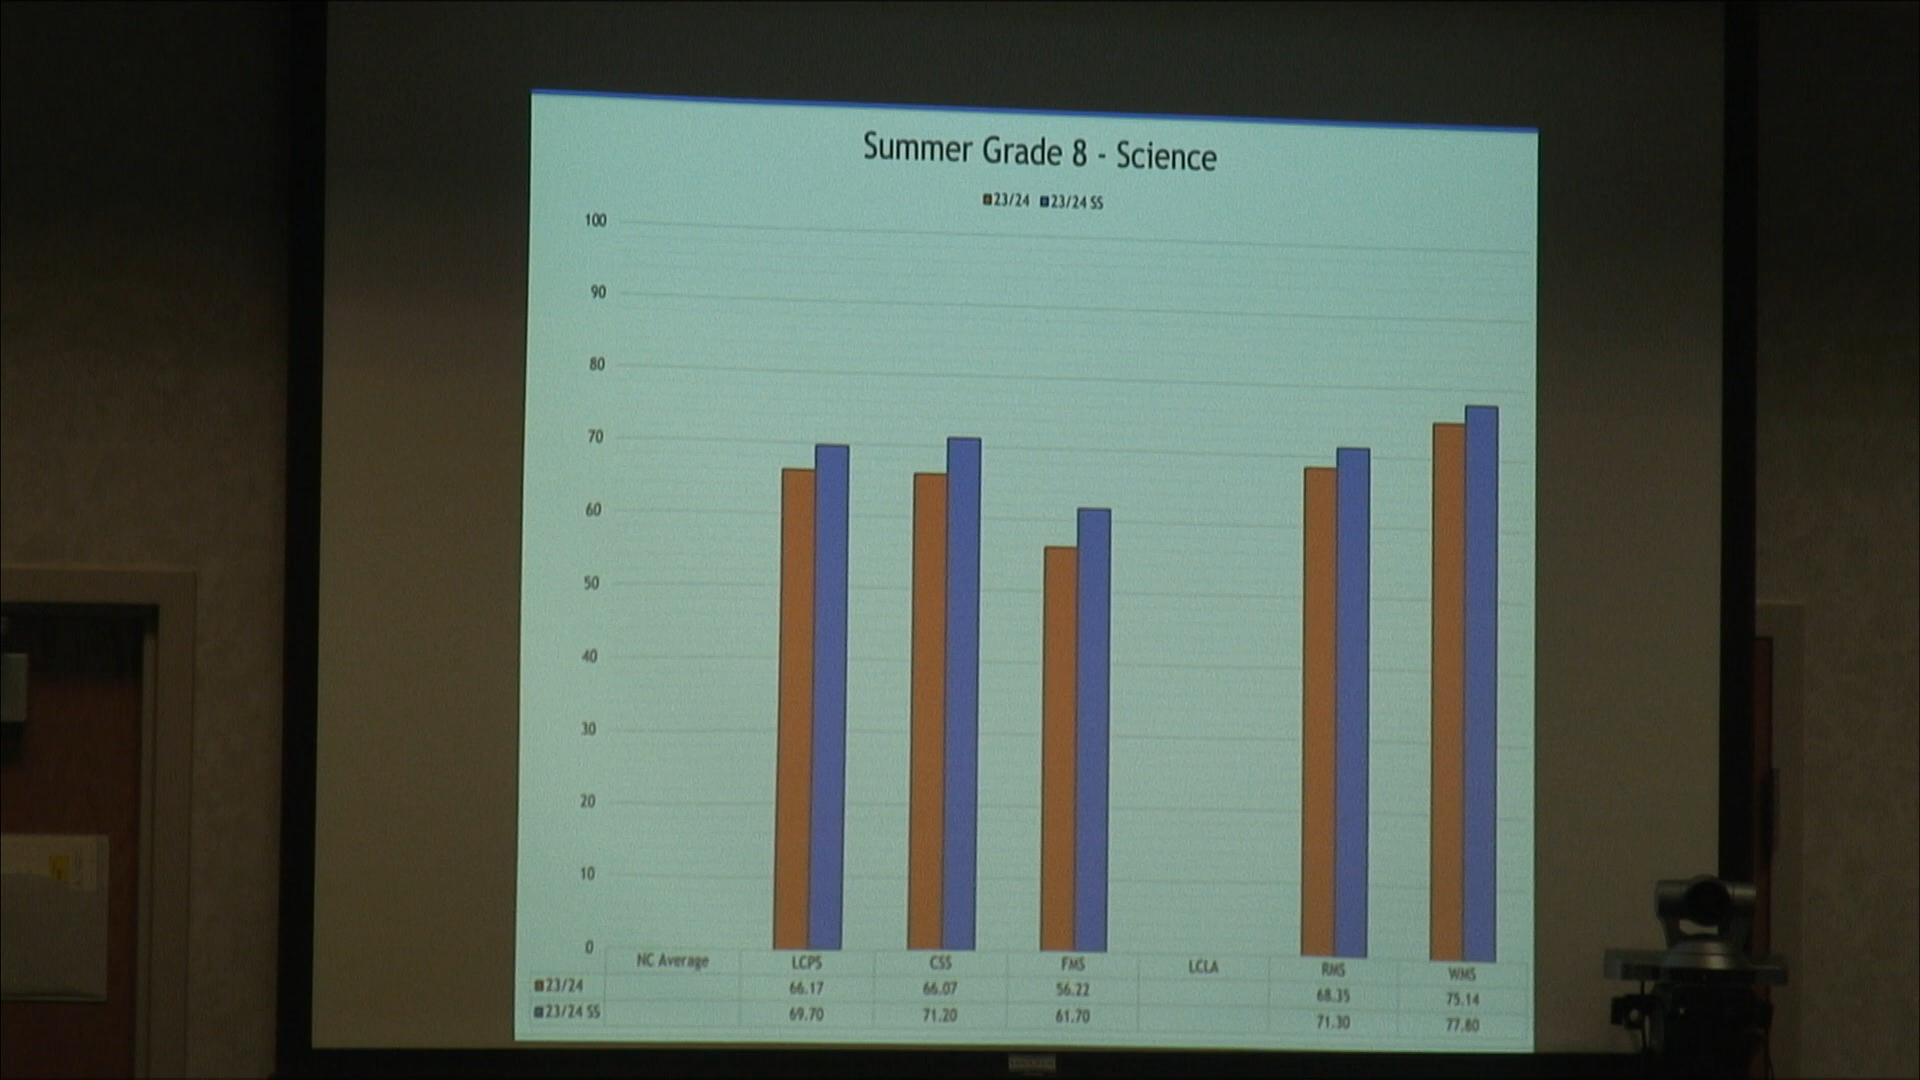 Summer Grade 8 - Science
23/24 23/24 SS
100
90
80
70
60
50
40
30
20
10
0
NC Average LCPS CSS FMS LCLA RMS WMS
23/24 66.17 66.07 56.22 68.35 75.14
23/24 SS 69.70 71.20 61.70 71.30 77.80